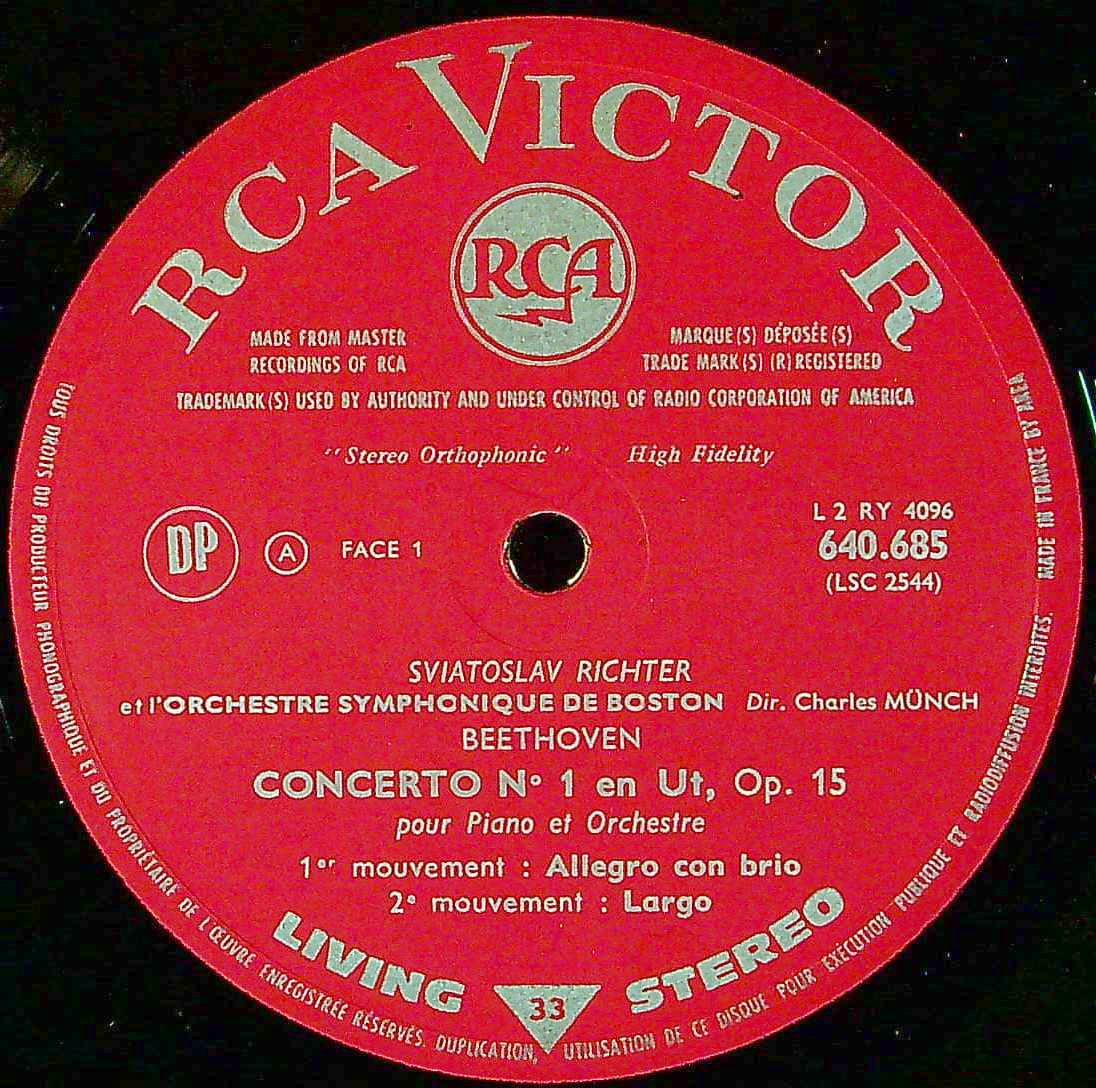 RCA VICTOR
RCA
MADE FROM MASTER
RECORDINGS OF RCA
MARQUE(S) DÉPOSÉE(S)
TRADE MARK(S) (R) REGISTERED
TRADEMARK(S) USED BY AUTHORITY AND UNDER CONTROL OF RADIO CORPORATION OF AMERICA
"Stereo Orthophonic" High Fidelity
DP
A
FACE 1
L 2 RY 4096
640.685
(LSC 2544)
SVIATOSLAV RICHTER
et l'ORCHESTRE SYMPHONIQUE DE BOSTON Dir. Charles MÜNCH
BEETHOVEN
CONCERTO Nº 1 en Ut, Op. 15
pour Piano et Orchestre
1er mouvement : Allegro con brio
2e mouvement : Largo
LIVING 33 STEREO
TOUS DROITS DU PRODUCTEUR PHONOGRAPHIQUE ET DU PROPRIÉTAIRE DE L'ŒUVRE ENREGISTRÉE RÉSERVÉS. DUPLICATION, UTILISATION DE CE DISQUE POUR EXÉCUTION PUBLIQUE ET RADIODIFFUSION INTERDITES. MADE IN FRANCE BY AREA